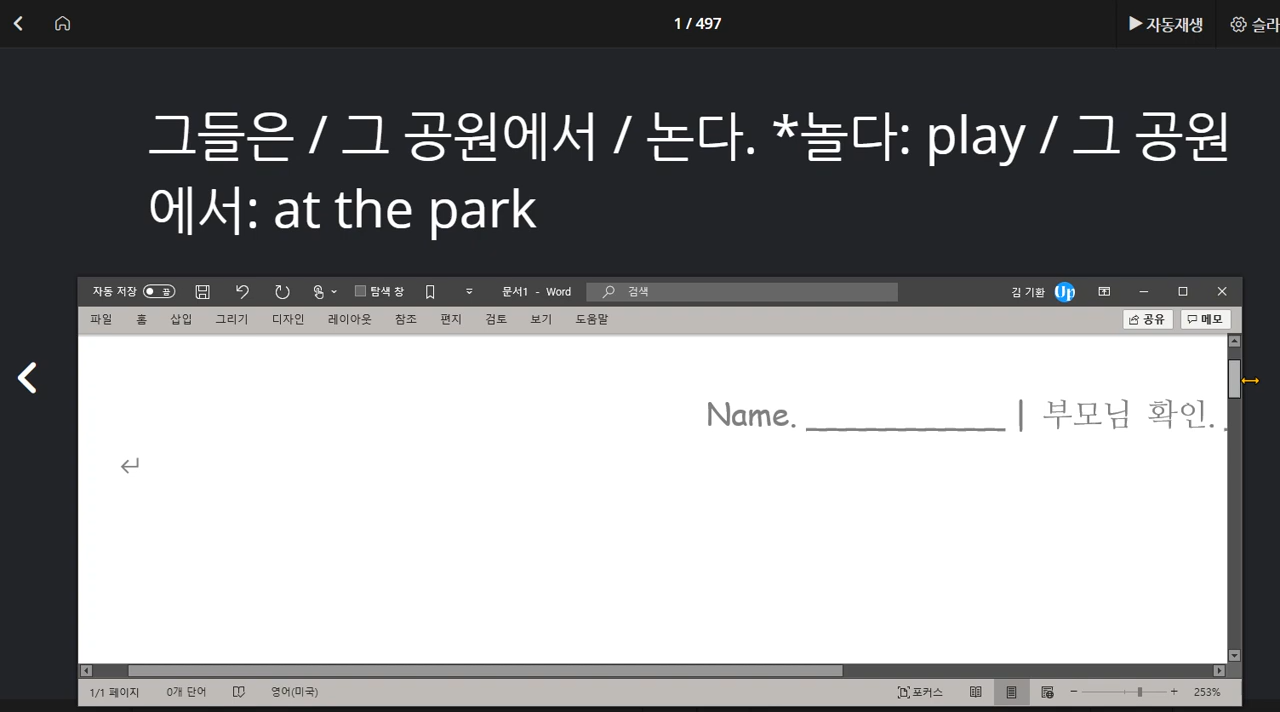 1 / 497
자동재생
슬라
그들은 / 그 공원에서 / 논다. *놀다: play / 그 공원
에서: at the park
자동 저장 끔 탐색 창 문서1 - Word 검색 김 기환 Up
파일 홈 삽입 그리기 디자인 레이아웃 참조 편지 검토 보기 도움말 공유 메모
Name. ____________ | 부모님 확인. _
1/1 페이지 0개 단어 영어(미국) 포커스 253%